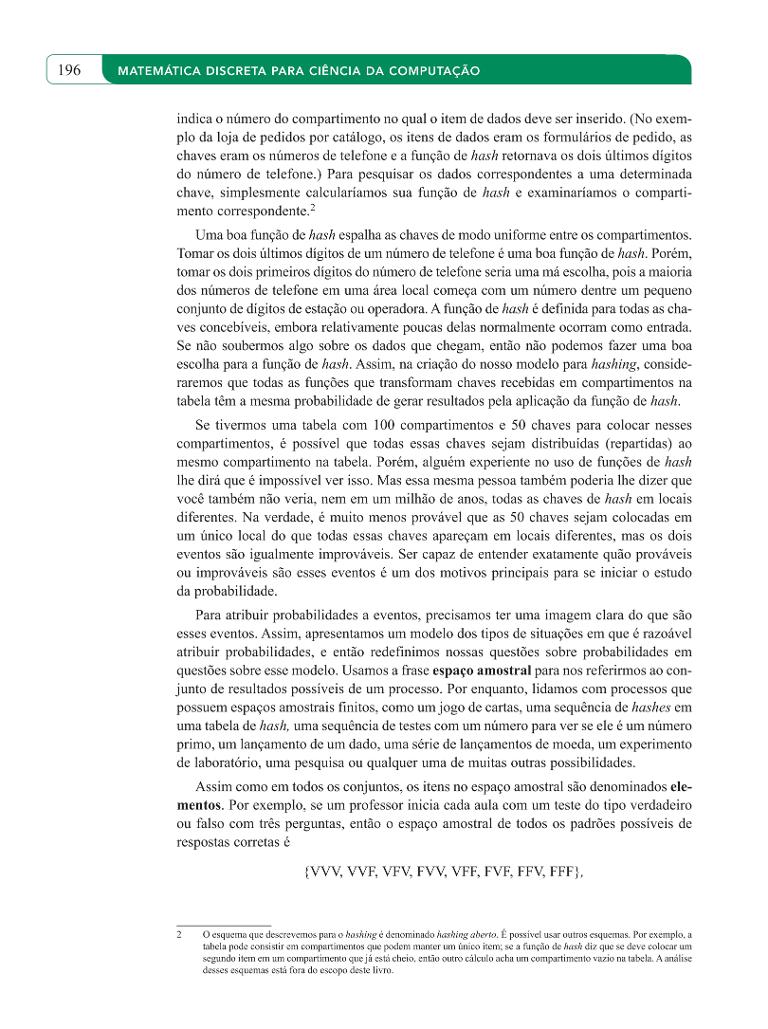 196
MATEMÁTICA DISCRETA PARA CIÊNCIA DA COMPUTAÇÃO
indica o número do compartimento no qual o item de dados deve ser inserido. (No exem-
plo da loja de pedidos por catálogo, os itens de dados eram os formulários de pedido, as
chaves eram os números de telefone e a função de hash retornava os dois últimos dígitos
do número de telefone.) Para pesquisar os dados correspondentes a uma determinada
chave, simplesmente calcularíamos sua função de hash e examinaríamos o comparti-
mento correspondente.2
Uma boa função de hash espalha as chaves de modo uniforme entre os compartimentos.
Tomar os dois últimos dígitos de um número de telefone é uma boa função de hash. Porém,
tomar os dois primeiros dígitos do número de telefone seria uma má escolha, pois a maioria
dos números de telefone em uma área local começa com um número dentre um pequeno
conjunto de dígitos de estação ou operadora. A função de hash é definida para todas as cha-
ves concebíveis, embora relativamente poucas delas normalmente ocorram como entrada.
Se não soubermos algo sobre os dados que chegam, então não podemos fazer uma boa
escolha para a função de hash. Assim, na criação do nosso modelo para hashing, conside-
raremos que todas as funções que transformam chaves recebidas em compartimentos na
tabela têm a mesma probabilidade de gerar resultados pela aplicação da função de hash.
Se tivermos uma tabela com 100 compartimentos e 50 chaves para colocar nesses
compartimentos, é possível que todas essas chaves sejam distribuídas (repartidas) ao
mesmo compartimento na tabela. Porém, alguém experiente no uso de funções de hash
lhe dirá que é impossível ver isso. Mas essa mesma pessoa também poderia lhe dizer que
você também não veria, nem em um milhão de anos, todas as chaves de hash em locais
diferentes. Na verdade, é muito menos provável que as 50 chaves sejam colocadas em
um único local do que todas essas chaves apareçam em locais diferentes, mas os dois
eventos são igualmente improváveis. Ser capaz de entender exatamente quão prováveis
ou improváveis são esses eventos é um dos motivos principais para se iniciar o estudo
da probabilidade.
Para atribuir probabilidades a eventos, precisamos ter uma imagem clara do que são
esses eventos. Assim, apresentamos um modelo dos tipos de situações em que é razoável
atribuir probabilidades, e então redefinimos nossas questões sobre probabilidades em
questões sobre esse modelo. Usamos a frase espaço amostral para nos referirmos ao con-
junto de resultados possíveis de um processo. Por enquanto, lidamos com processos que
possuem espaços amostrais finitos, como um jogo de cartas, uma sequência de hashes em
uma tabela de hash, uma sequência de testes com um número para ver se ele é um número
primo, um lançamento de um dado, uma série de lançamentos de moeda, um experimento
de laboratório, uma pesquisa ou qualquer uma de muitas outras possibilidades.
Assim como em todos os conjuntos, os itens no espaço amostral são denominados ele-
mentos. Por exemplo, se um professor inicia cada aula com um teste do tipo verdadeiro
ou falso com três perguntas, então o espaço amostral de todos os padrões possíveis de
respostas corretas é
{VVV, VVF, VFV, FVV, VFF, FVF, FFV, FFF},
2 O esquema que descrevemos para o hashing é denominado hashing aberto. É possível usar outros esquemas. Por exemplo, a
tabela pode consistir em compartimentos que podem manter um único item; se a função de hash diz que se deve colocar um
segundo item em um compartimento que já está cheio, então outro cálculo acha um compartimento vazio na tabela. A análise
desses esquemas está fora do escopo deste livro.